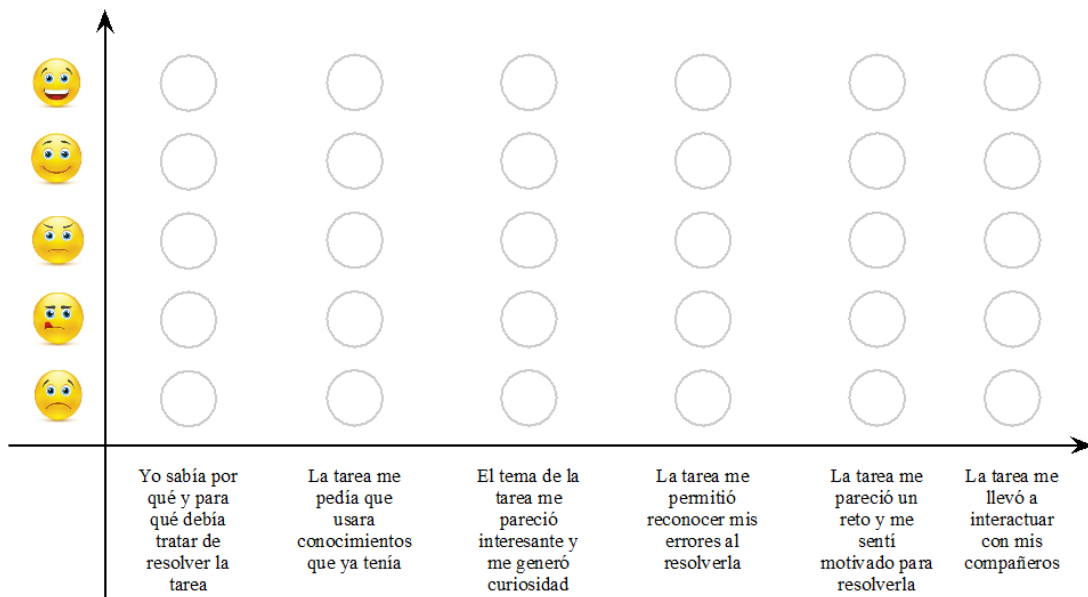 Yo sabía por
qué y para
qué debía
tratar de
resolver la
tarea
La tarea me
pedía que
usara
conocimientos
que ya tenía
El tema de la
tarea me
pareció
interesante y
me generó
curiosidad
La tarea me
permitió
reconocer mis
errores al
resolverla
La tarea me
pareció un
reto y me
sentí
motivado para
resolverla
La tarea me
llevó a
interactuar
con mis
compañeros